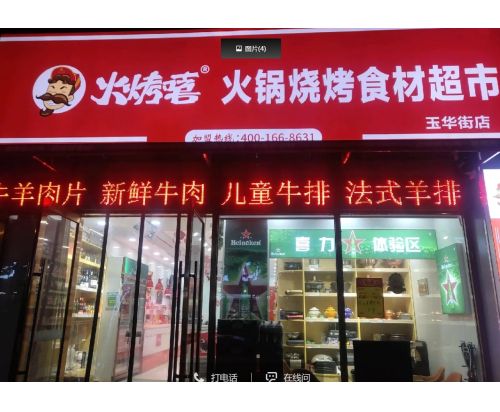 图片(4)
火烤嘻® 火锅烧烤食材超市
玉华街店
加盟热线:400-166-8631
牛羊肉片 新鲜牛肉 儿童牛排 法式羊排
Heineken
喜力★体验区
打电话 在线问